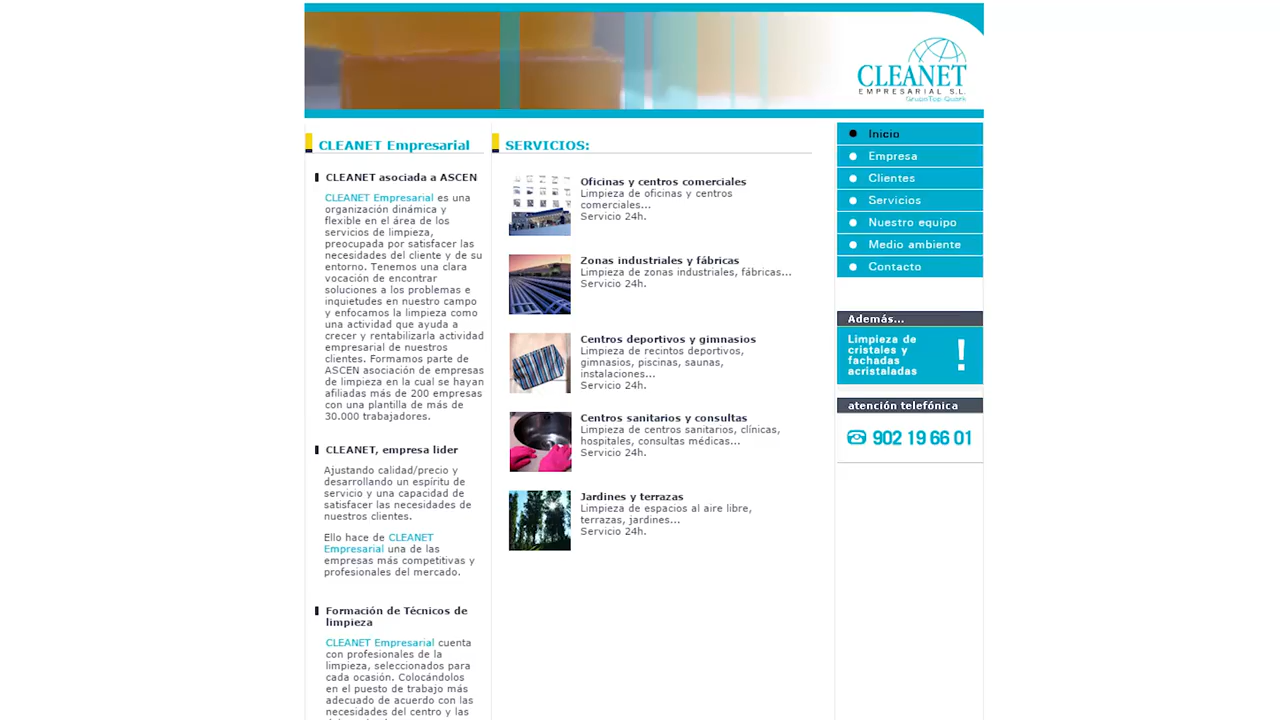 CLEANET
EMPRESARIAL S.L.
GrupoTop Quark
CLEANET Empresarial
CLEANET asociada a ASCEN
CLEANET Empresarial es una
organización dinámica y
flexible en el área de los
servicios de limpieza,
preocupada por satisfacer las
necesidades del cliente y de su
entorno. Tenemos una clara
vocación de encontrar
soluciones a los problemas e
inquietudes en nuestro campo
y enfocamos la limpieza como
una actividad que ayuda a
crecer y rentabilizarla actividad
empresarial de nuestros
clientes. Formamos parte de
ASCEN asociación de empresas
de limpieza en la cual se hayan
afiliadas más de 200 empresas
con una plantilla de más de
30.000 trabajadores.
CLEANET, empresa lider
Ajustando calidad/precio y
desarrollando un espíritu de
servicio y una capacidad de
satisfacer las necesidades de
nuestros clientes.
Ello hace de CLEANET
Empresarial una de las
empresas más competitivas y
profesionales del mercado.
Formación de Técnicos de
limpieza
CLEANET Empresarial cuenta
con profesionales de la
limpieza, seleccionados para
cada ocasión. Colocándolos
en el puesto de trabajo más
adecuado de acuerdo con las
necesidades del centro y las
SERVICIOS:
Oficinas y centros comerciales
Limpieza de oficinas y centros
comerciales...
Servicio 24h.
Zonas industriales y fábricas
Limpieza de zonas industriales, fábricas...
Servicio 24h.
Centros deportivos y gimnasios
Limpieza de recintos deportivos,
gimnasios, piscinas, saunas,
instalaciones...
Servicio 24h.
Centros sanitarios y consultas
Limpieza de centros sanitarios, clínicas,
hospitales, consultas médicas...
Servicio 24h.
Jardines y terrazas
Limpieza de espacios al aire libre,
terrazas, jardines...
Servicio 24h.
Inicio
Empresa
Clientes
Servicios
Nuestro equipo
Medio ambiente
Contacto
Además...
Limpieza de
cristales y
fachadas
acristaladas
!
atención telefónica
902 19 66 01